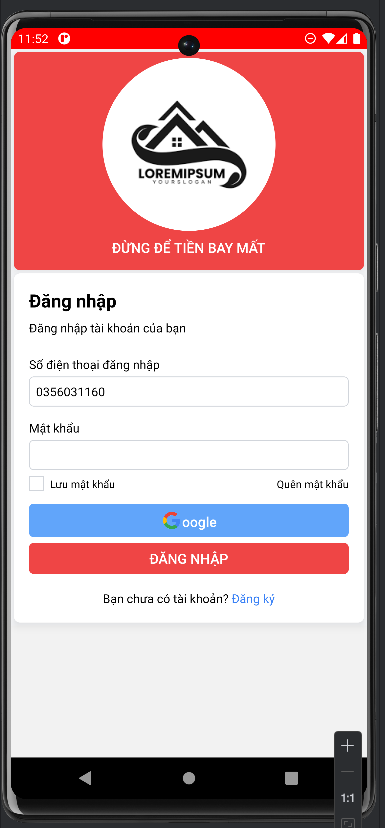 11:52
LOREMIPSUM
YOURSLOGAN
ĐỪNG ĐỂ TIỀN BAY MẤT
Đăng nhập
Đăng nhập tài khoản của bạn
Số điện thoại đăng nhập
0356031160
Mật khẩu
Lưu mật khẩu Quên mật khẩu
Google
ĐĂNG NHẬP
Bạn chưa có tài khoản? Đăng ký
1:1